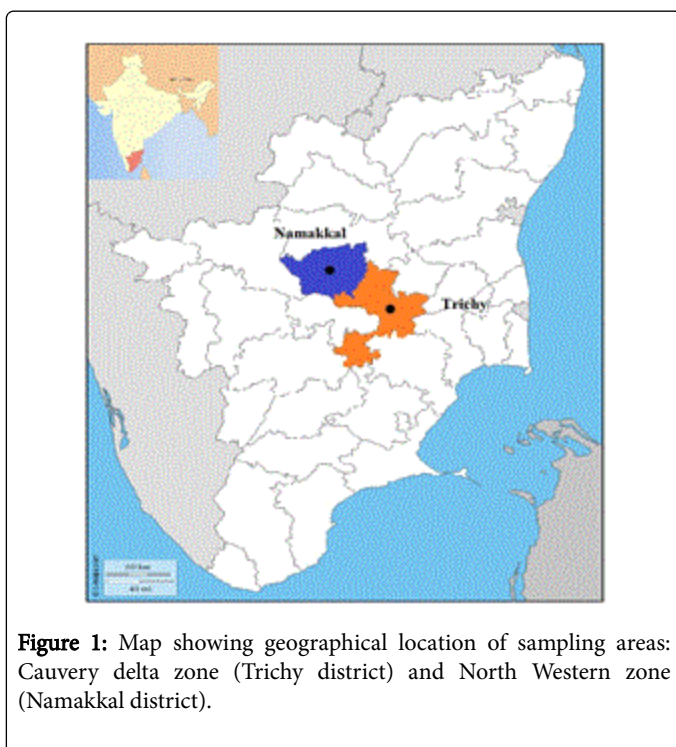 Namakkal
Trichy
Figure 1: Map showing geographical location of sampling areas:
Cauvery delta zone (Trichy district) and North Western zone
(Namakkal district).